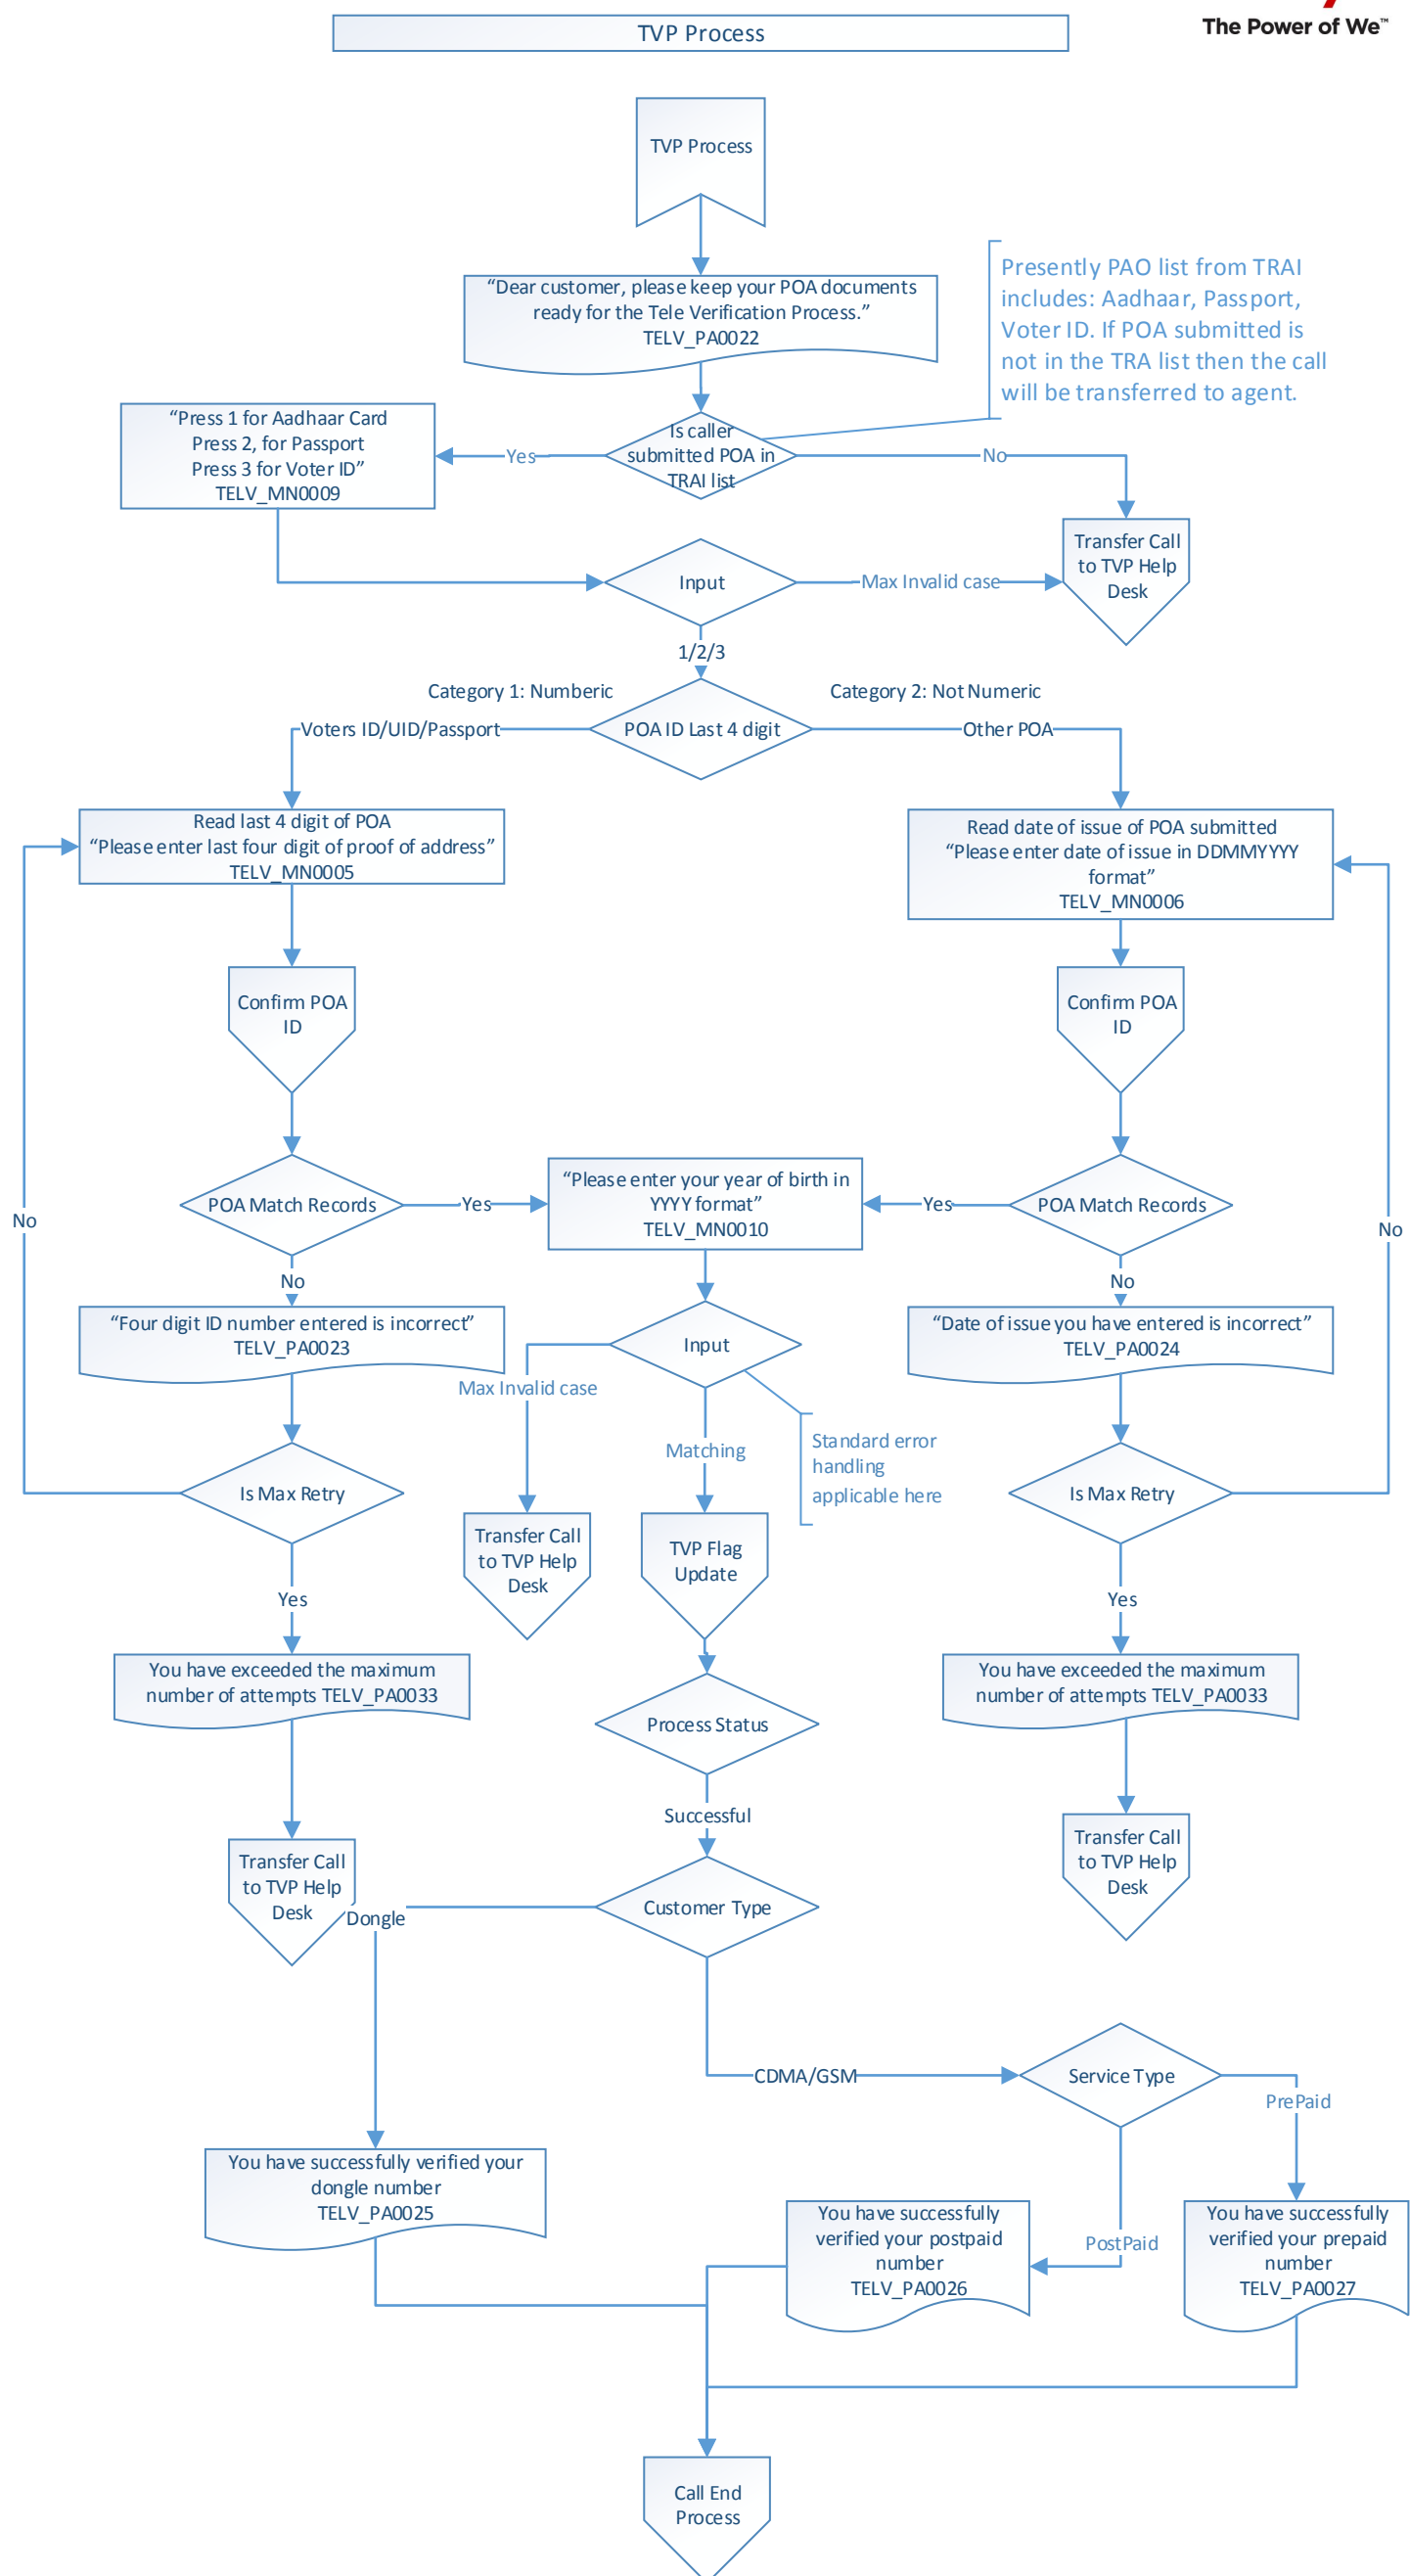 The Power of We™
TVP Process
TVP Process
“Dear customer, please keep your POA documents
ready for the Tele Verification Process.”
TELV_PA0022
Presently PAO list from TRAI
includes: Aadhaar, Passport,
Voter ID. If POA submitted is
not in the TRA list then the call
will be transferred to agent.
“Press 1 for Aadhaar Card
Press 2, for Passport
Press 3 for Voter ID”
TELV_MN0009
Yes
Is caller
submitted POA in
TRAI list
No
Transfer Call
to TVP Help
Desk
Input
Max Invalid case
1/2/3
Category 1: Numberic
Category 2: Not Numeric
Voters ID/UID/Passport
POA ID Last 4 digit
Other POA
Read last 4 digit of POA
“Please enter last four digit of proof of address”
TELV_MN0005
Read date of issue of POA submitted
“Please enter date of issue in DDMMYYYY
format”
TELV_MN0006
Confirm POA
ID
Confirm POA
ID
POA Match Records
Yes
“Please enter your year of birth in
YYYY format”
TELV_MN0010
Yes
POA Match Records
No
No
No
No
“Four digit ID number entered is incorrect”
TELV_PA0023
Input
“Date of issue you have entered is incorrect”
TELV_PA0024
Max Invalid case
Matching
Standard error
handling
applicable here
Is Max Retry
Is Max Retry
Transfer Call
to TVP Help
Desk
TVP Flag
Update
Yes
Yes
You have exceeded the maximum
number of attempts TELV_PA0033
Process Status
You have exceeded the maximum
number of attempts TELV_PA0033
Successful
Transfer Call
to TVP Help
Desk
Transfer Call
to TVP Help
Desk
Dongle
Customer Type
CDMA/GSM
Service Type
PrePaid
You have successfully verified your
dongle number
TELV_PA0025
You have successfully
verified your postpaid
number
TELV_PA0026
PostPaid
You have successfully
verified your prepaid
number
TELV_PA0027
Call End
Process